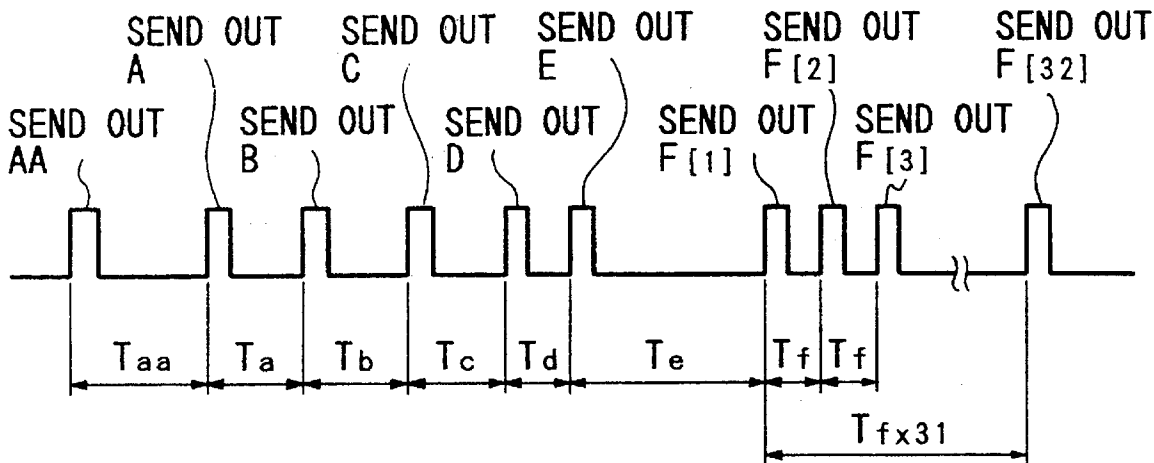 SEND OUT
A
SEND OUT
C
SEND OUT
E
SEND OUT
F[2]
SEND OUT
F[32]
SEND OUT
AA
SEND OUT
B
SEND OUT
D
SEND OUT
F[1]
SEND OUT
F[3]
Taa
Ta
Tb
Tc
Td
Te
Tf
Tf
Tfx31